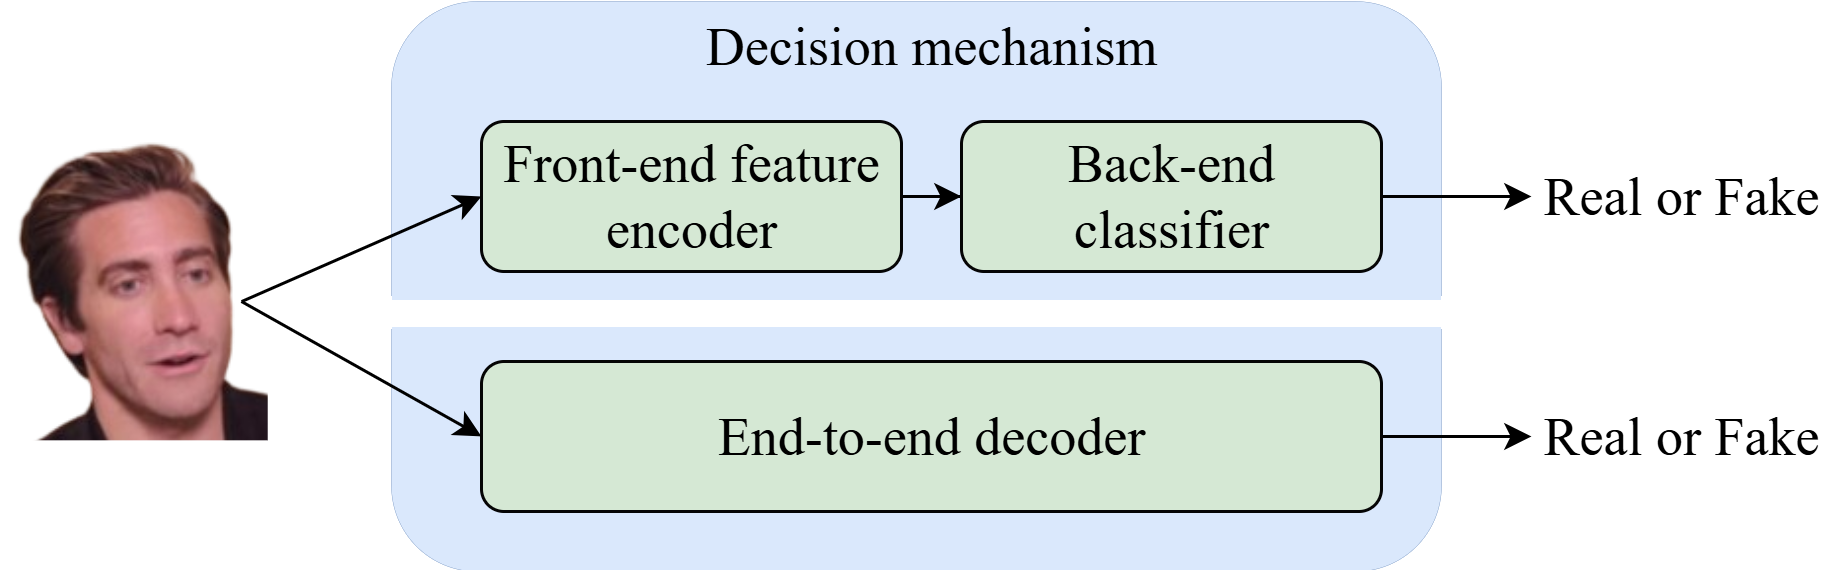 Decision mechanism
Front-end feature
encoder
Back-end
classifier
Real or Fake
End-to-end decoder
Real or Fake